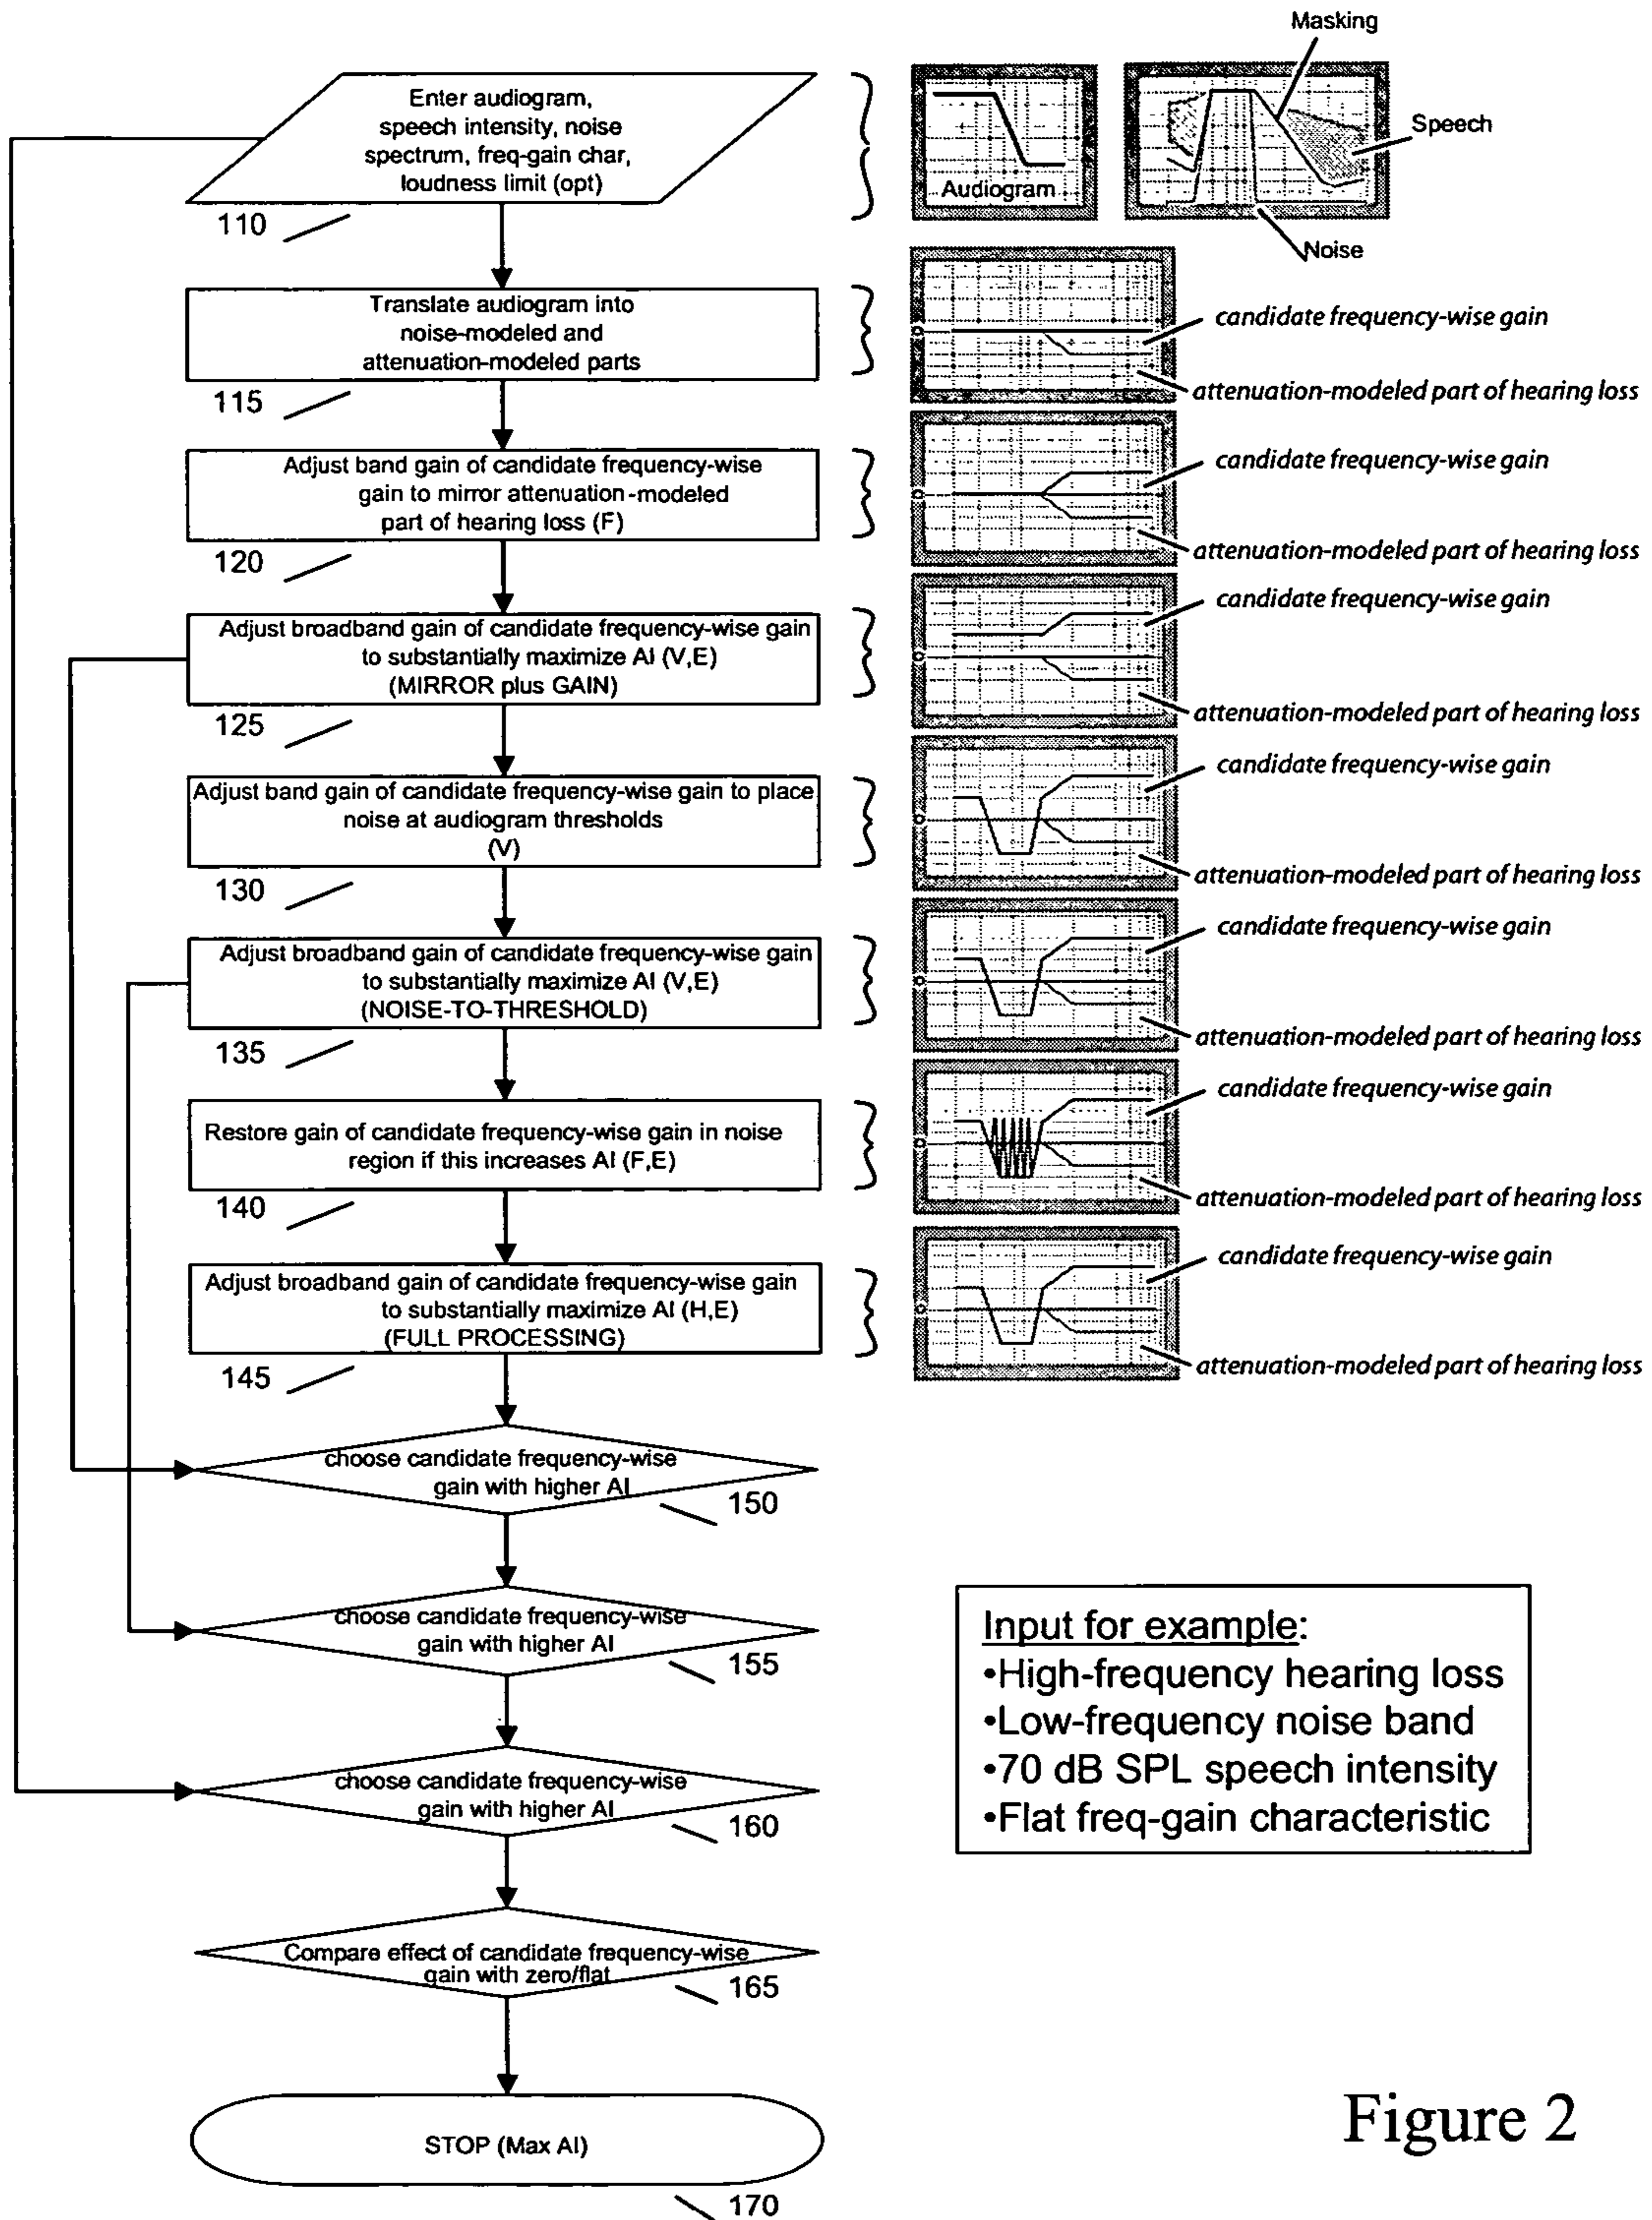 Masking
Enter audiogram,
speech intensity, noise
spectrum, freq-gain char,
loudness limit (opt)
110
Audiogram
Speech
Noise
Translate audiogram into
noise-modeled and
attenuation-modeled parts
115
candidate frequency-wise gain
attenuation-modeled part of hearing loss
0
Adjust band gain of candidate frequency-wise
gain to mirror attenuation-modeled
part of hearing loss (F)
120
candidate frequency-wise gain
attenuation-modeled part of hearing loss
0
Adjust broadband gain of candidate frequency-wise gain
to substantially maximize AI (V,E)
(MIRROR plus GAIN)
125
candidate frequency-wise gain
attenuation-modeled part of hearing loss
0
Adjust band gain of candidate frequency-wise gain to place
noise at audiogram thresholds
(V)
130
candidate frequency-wise gain
attenuation-modeled part of hearing loss
0
Adjust broadband gain of candidate frequency-wise gain
to substantially maximize AI (V,E)
(NOISE-TO-THRESHOLD)
135
candidate frequency-wise gain
attenuation-modeled part of hearing loss
0
Restore gain of candidate frequency-wise gain in noise
region if this increases AI (F,E)
140
candidate frequency-wise gain
attenuation-modeled part of hearing loss
0
Adjust broadband gain of candidate frequency-wise gain
to substantially maximize AI (H,E)
(FULL PROCESSING)
145
candidate frequency-wise gain
attenuation-modeled part of hearing loss
0
choose candidate frequency-wise
gain with higher AI
150
choose candidate frequency-wise
gain with higher AI
155
choose candidate frequency-wise
gain with higher AI
160
Compare effect of candidate frequency-wise
gain with zero/flat
165
STOP (Max AI)
170
Input for example:
•High-frequency hearing loss
•Low-frequency noise band
•70 dB SPL speech intensity
•Flat freq-gain characteristic
Figure 2